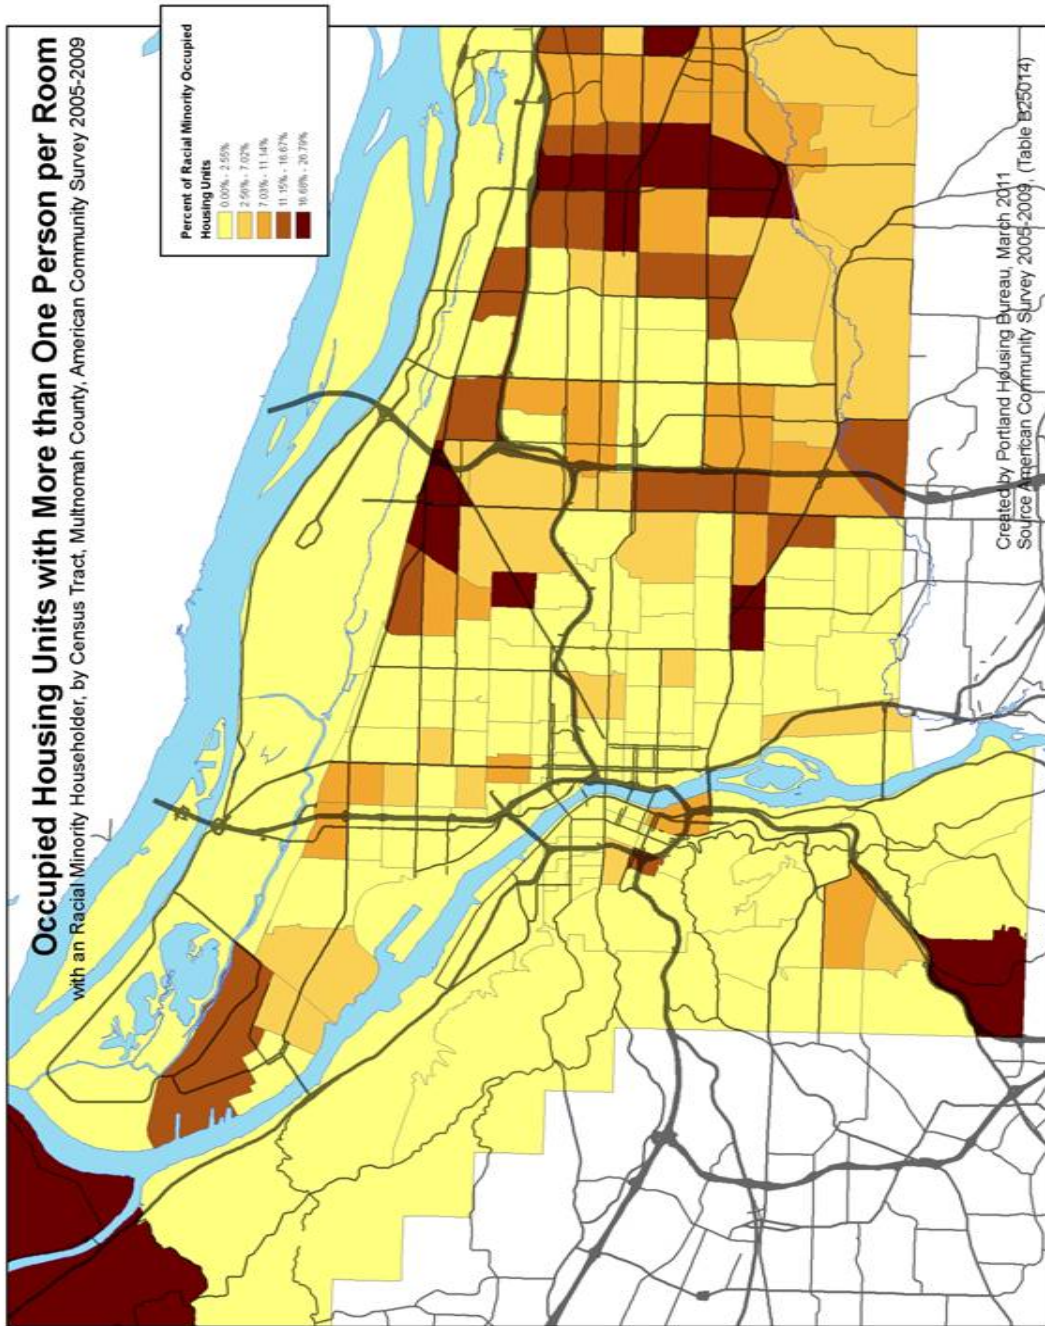 Occupied Housing Units with More than One Person per Room
with an Racial Minority Householder, by Census Tract, Multnomah County, American Community Survey 2005-2009
Percent of Racial Minority Occupied
Housing Units
0.00% - 2.55%
2.56% - 7.02%
7.03% - 11.14%
11.15% - 16.67%
16.68% - 26.79%
Created by Portland Housing Bureau, March 2011
Source American Community Survey 2005-2009, (Table B25014)